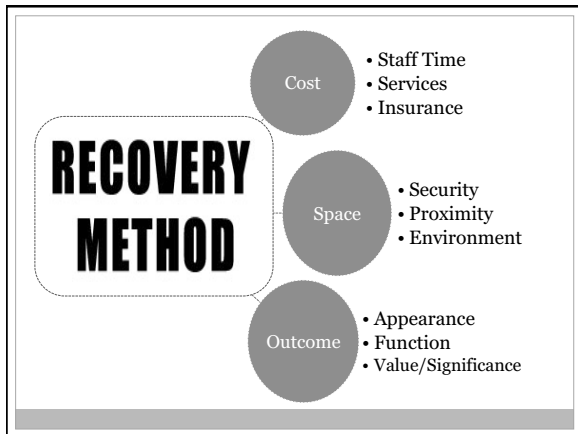 RECOVERY
METHOD
Cost
• Staff Time
• Services
• Insurance
Space
• Security
• Proximity
• Environment
Outcome
• Appearance
• Function
• Value/Significance